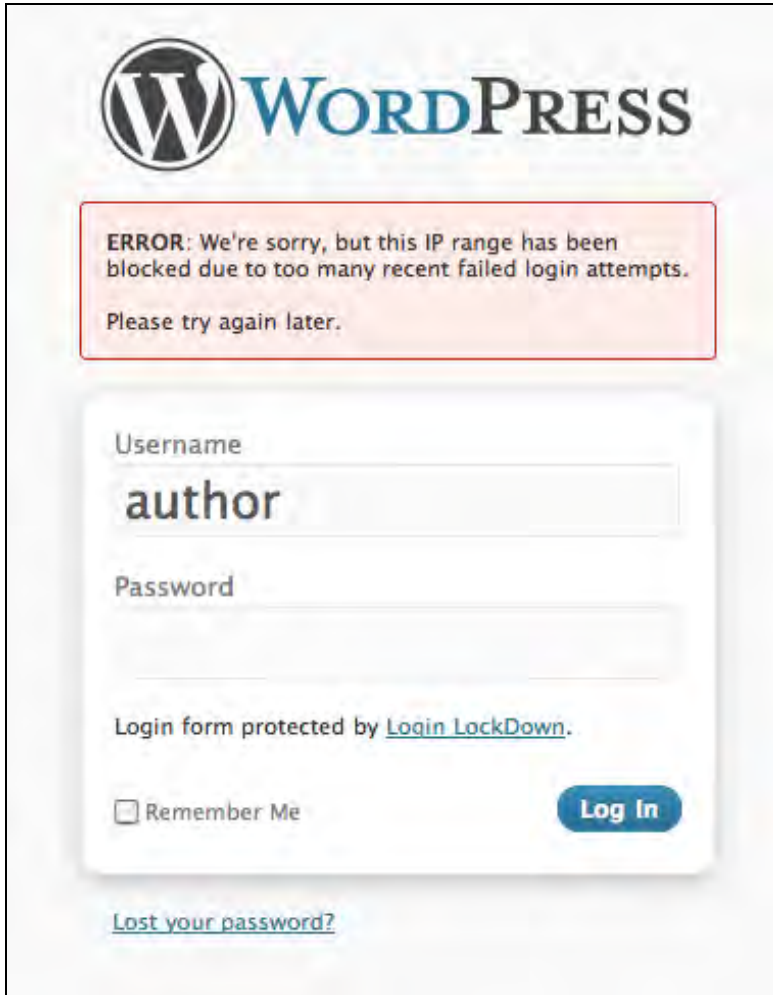 WORDPRESS
ERROR: We're sorry, but this IP range has been
blocked due to too many recent failed login attempts.
Please try again later.
Username
author
Password
Login form protected by Login LockDown.
Remember Me
Log In
Lost your password?